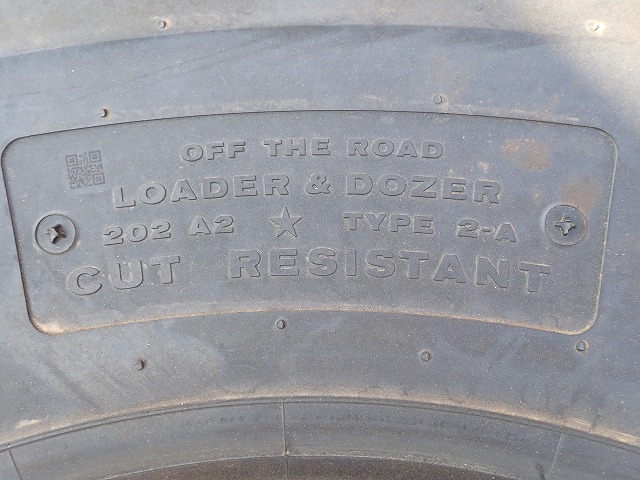 OFF THE ROAD
LOADER & DOZER
202 A2 ☆ TYPE 2-A
CUT RESISTANT